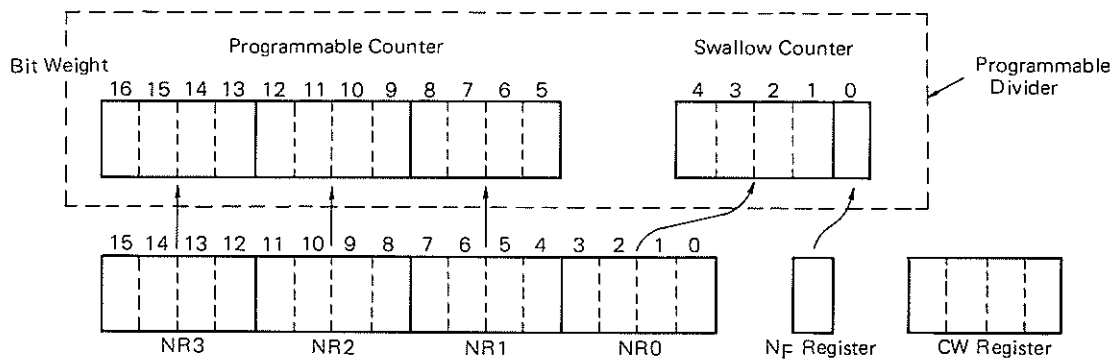 Programmable Counter
Swallow Counter
Bit Weight
Programmable
Divider
16 15 14 13 12 11 10 9 8 7 6 5
4 3 2 1 0
15 14 13 12 11 10 9 8 7 6 5 4 3 2 1 0
NR3 NR2 NR1 NR0 NF Register CW Register